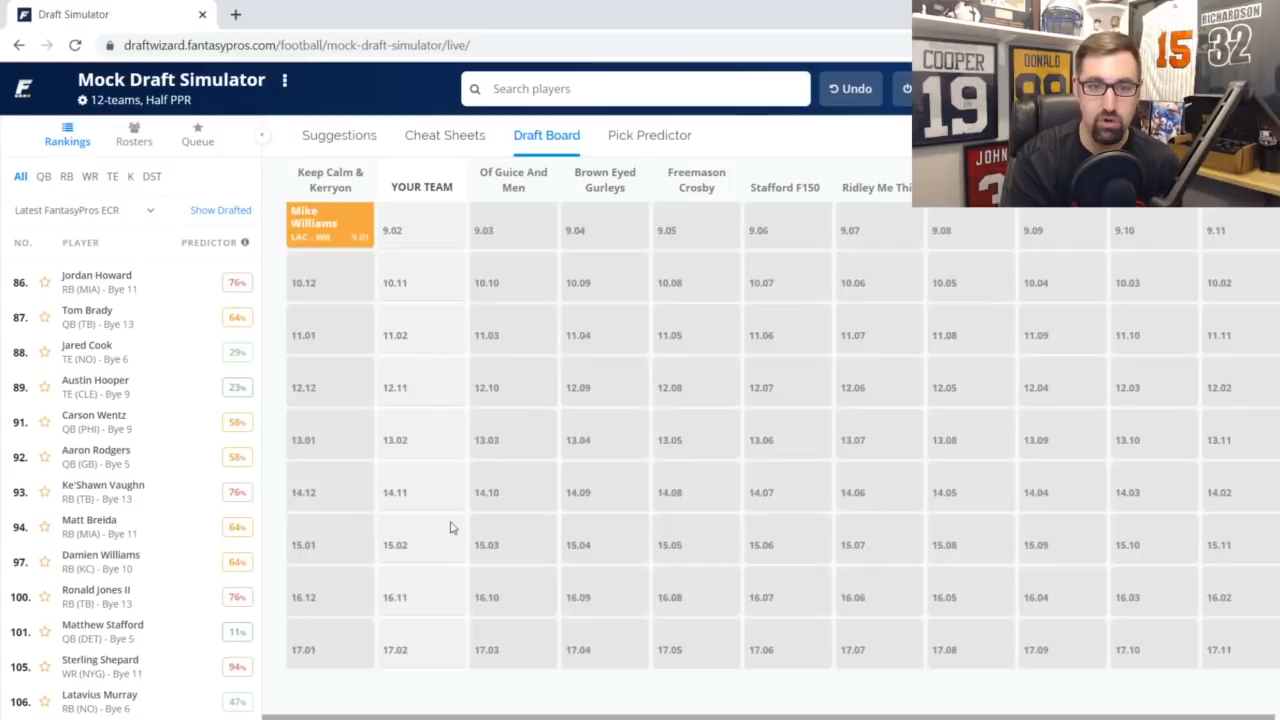 Draft Simulator
draftwizard.fantasypros.com/football/mock-draft-simulator/live/
Mock Draft Simulator
12-teams, Half PPR
Search players
Undo
Rankings
Rosters
Queue
Suggestions
Cheat Sheets
Draft Board
Pick Predictor
All QB RB WR TE K DST
Latest FantasyPros ECR
Show Drafted
NO. PLAYER PREDICTOR
86. Jordan Howard 76%
RB (MIA) - Bye 11
87. Tom Brady 64%
QB (TB) - Bye 13
88. Jared Cook 29%
TE (NO) - Bye 6
89. Austin Hooper 23%
TE (CLE) - Bye 9
91. Carson Wentz 58%
QB (PHI) - Bye 9
92. Aaron Rodgers 58%
QB (GB) - Bye 5
93. Ke'Shawn Vaughn 76%
RB (TB) - Bye 13
94. Matt Breida 64%
RB (MIA) - Bye 11
97. Damien Williams 64%
RB (KC) - Bye 10
100. Ronald Jones II 76%
RB (TB) - Bye 13
101. Matthew Stafford 11%
QB (DET) - Bye 5
105. Sterling Shepard 94%
WR (NYG) - Bye 11
106. Latavius Murray 47%
RB (NO) - Bye 6
Keep Calm &
Kerryon
YOUR TEAM
Of Guice And
Men
Brown Eyed
Gurleys
Freemason
Crosby
Stafford F150
Ridley Me Thi
Mike
Williams
LAC - WR 9.01
9.02 9.03 9.04 9.05 9.06 9.07 9.08 9.09 9.10 9.11
10.12 10.11 10.10 10.09 10.08 10.07 10.06 10.05 10.04 10.03 10.02
11.01 11.02 11.03 11.04 11.05 11.06 11.07 11.08 11.09 11.10 11.11
12.12 12.11 12.10 12.09 12.08 12.07 12.06 12.05 12.04 12.03 12.02
13.01 13.02 13.03 13.04 13.05 13.06 13.07 13.08 13.09 13.10 13.11
14.12 14.11 14.10 14.09 14.08 14.07 14.06 14.05 14.04 14.03 14.02
15.01 15.02 15.03 15.04 15.05 15.06 15.07 15.08 15.09 15.10 15.11
16.12 16.11 16.10 16.09 16.08 16.07 16.06 16.05 16.04 16.03 16.02
17.01 17.02 17.03 17.04 17.05 17.06 17.07 17.08 17.09 17.10 17.11
COOPER
19
DONALD
15
RICHARDSON
32
JOHN